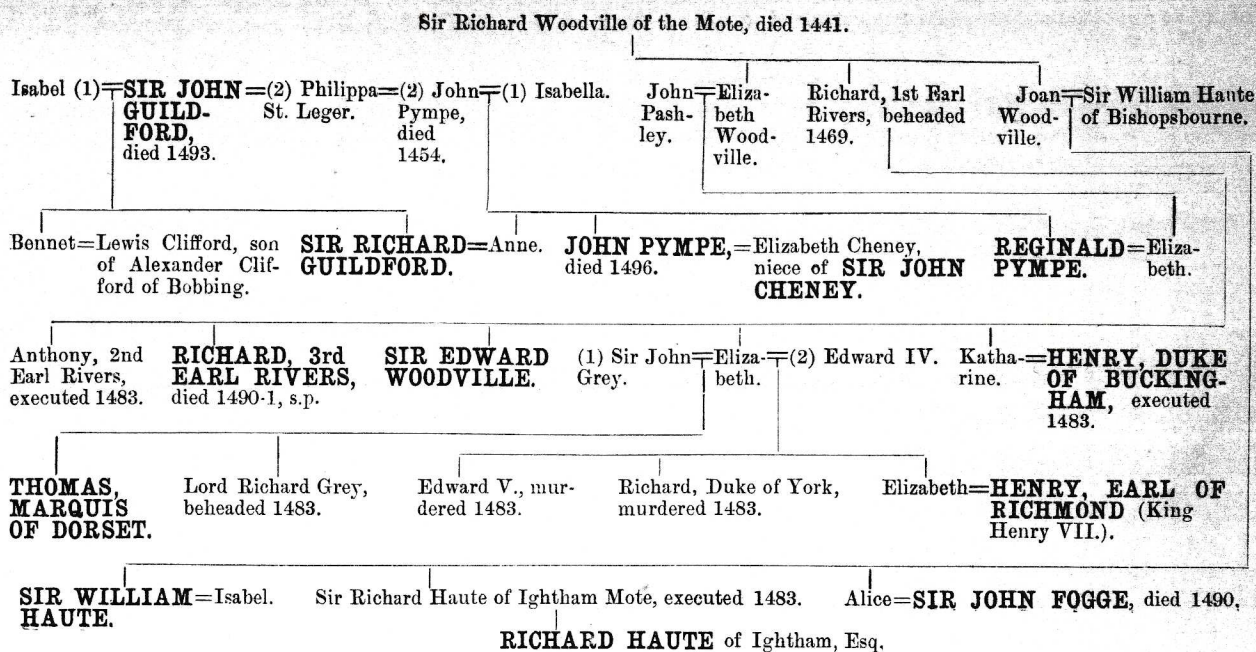 Sir Richard Woodville of the Mote, died 1441.
Isabel (1)=SIR JOHN=(2) Philippa=(2) John=(1) Isabella.
GUILD-
FORD,
died 1493.
St. Leger.
Pympe,
died
1454.
John=Eliza-
Pash-
ley.
beth
Wood-
ville.
Richard, 1st Earl
Rivers, beheaded
1469.
Joan=Sir William Haute
Wood-
ville.
of Bishopsbourne.
Bennet=Lewis Clifford, son
of Alexander Clif-
ford of Bobbing.
SIR RICHARD=Anne.
GUILDFORD.
JOHN PYMPE,=Elizabeth Cheney,
died 1496.
niece of SIR JOHN
CHENEY.
REGINALD=Eliza-
PYMPE.
beth.
Anthony, 2nd
Earl Rivers,
executed 1483.
RICHARD, 3rd
EARL RIVERS,
died 1490-1, s.p.
SIR EDWARD
WOODVILLE.
(1) Sir John=Eliza-=(2) Edward IV.
Grey.
beth.
Katha-=HENRY, DUKE
rine.
OF BUCKING-
HAM, executed
1483.
THOMAS,
MARQUIS
OF DORSET.
Lord Richard Grey,
beheaded 1483.
Edward V., mur-
dered 1483.
Richard, Duke of York,
murdered 1483.
Elizabeth=HENRY, EARL OF
RICHMOND (King
Henry VII.).
SIR WILLIAM=Isabel.
HAUTE.
Sir Richard Haute of Ightham Mote, executed 1483.
Alice=SIR JOHN FOGGE, died 1490,
RICHARD HAUTE of Ightham, Esq.